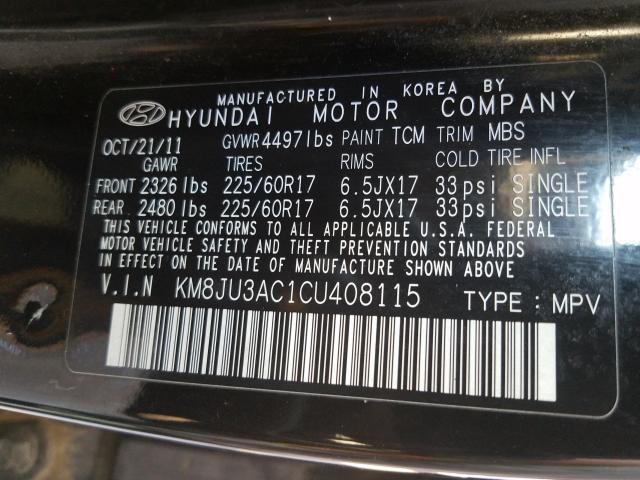 MANUFACTURED IN KOREA BY
HYUNDAI MOTOR COMPANY
OCT/21/11 GVWR 4497lbs PAINT TCM TRIM MBS
GAWR TIRES RIMS COLD TIRE INFL
FRONT 2326 lbs 225/60R17 6.5JX17 33psi SINGLE
REAR 2480 lbs 225/60R17 6.5JX17 33psi SINGLE
THIS VEHICLE CONFORMS TO ALL APPLICABLE U.S.A. FEDERAL
MOTOR VEHICLE SAFETY AND THEFT PREVENTION STANDARDS
IN EFFECT ON THE DATE OF MANUFACTURE SHOWN ABOVE
V.I.N KM8JU3AC1CU408115 TYPE : MPV